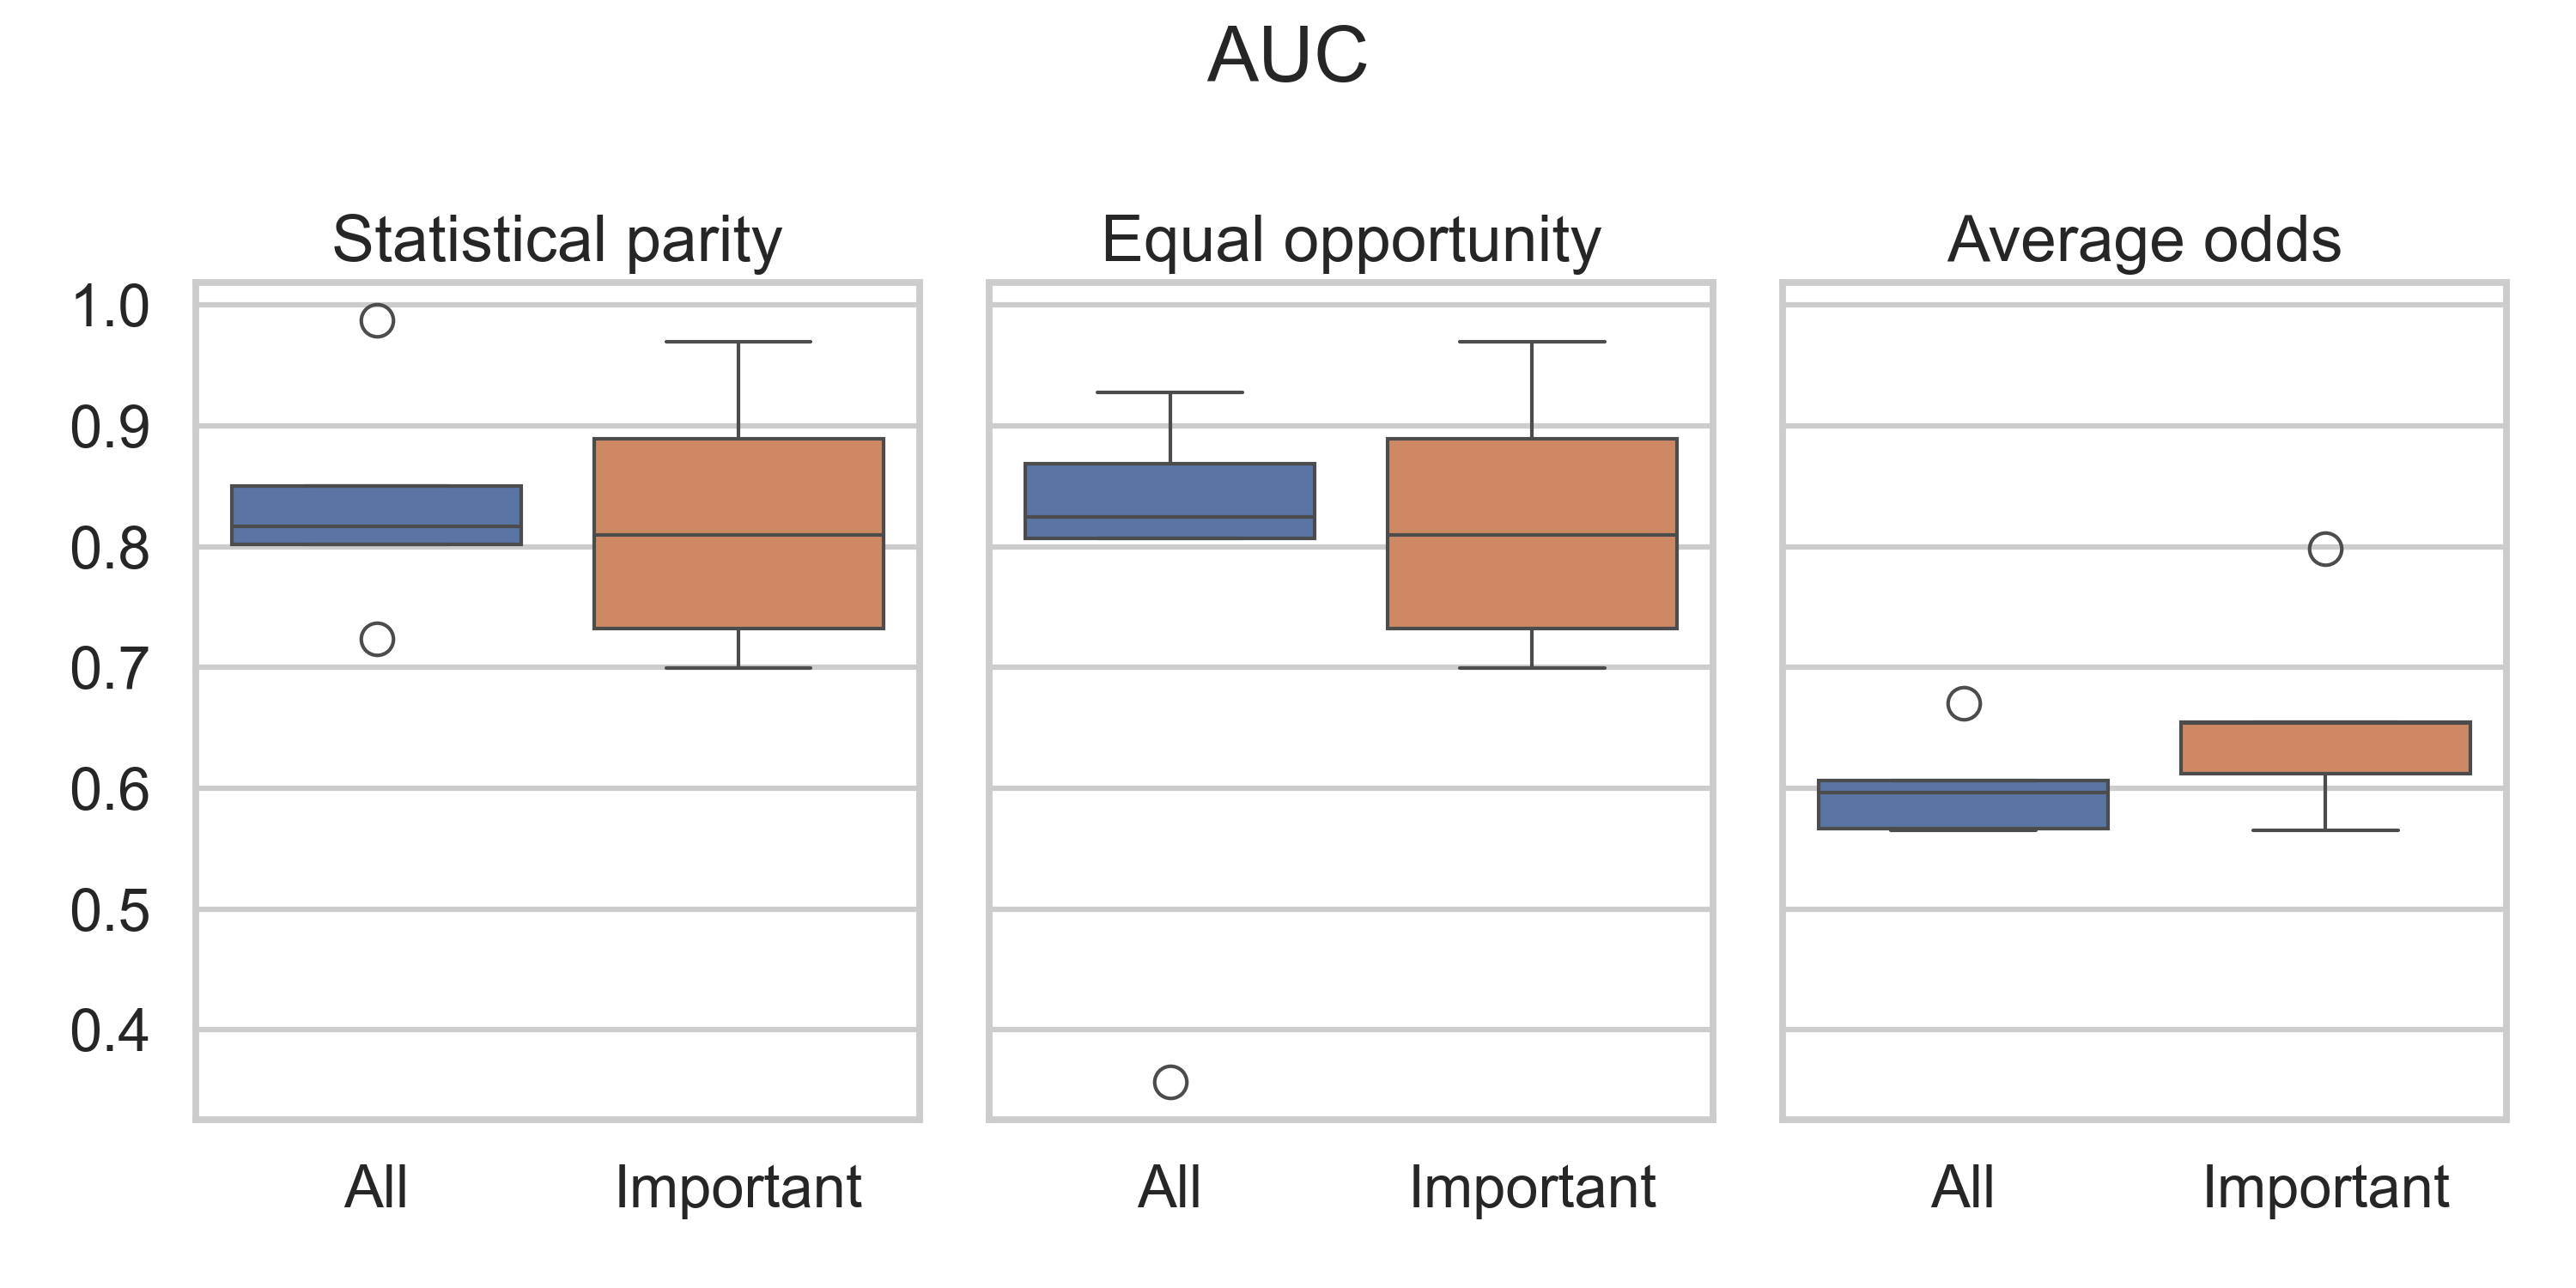 AUC
Statistical parity
Equal opportunity
Average odds
1.0
0.9
0.8
0.7
0.6
0.5
0.4
All
Important
All
Important
All
Important